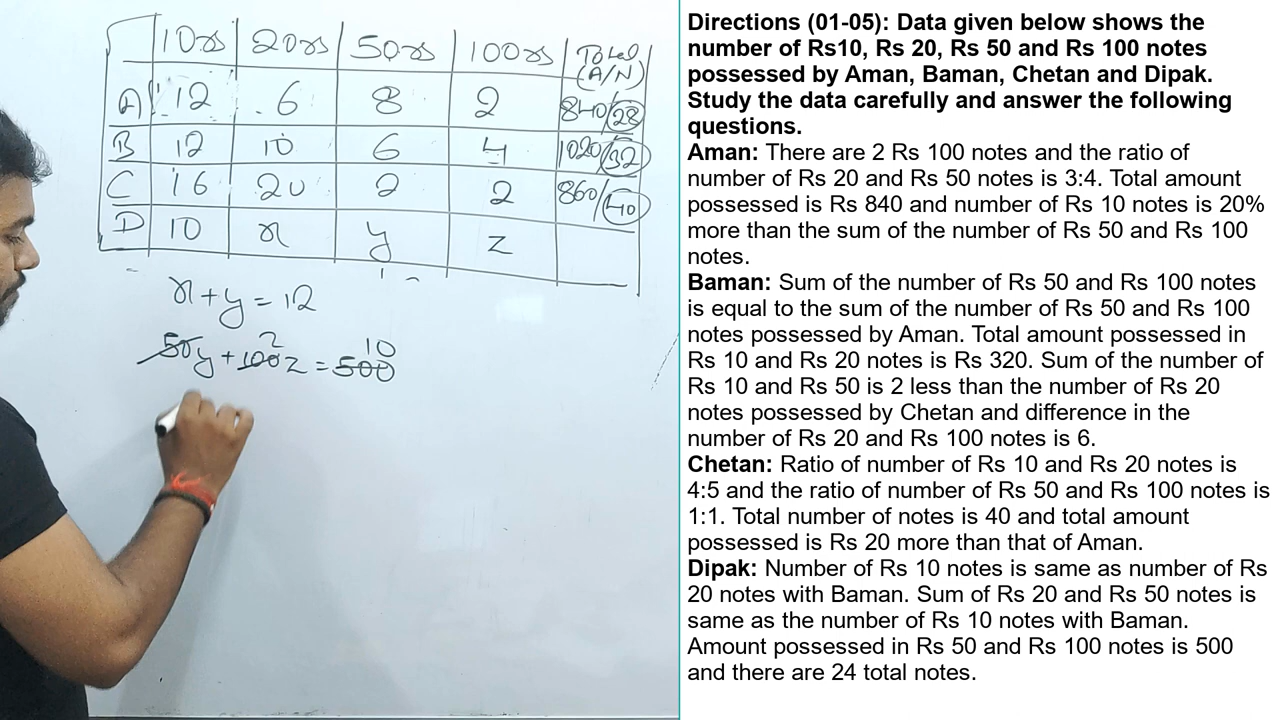 10rs 20rs 50rs 100rs Total (A/N)
A 12 6 8 2 840/28
B 12 10 6 4 1020/32
C 16 20 2 2 860/40
D 10 x y z
x+y=12
50y+100z=500
2 10
Directions (01-05): Data given below shows the
number of Rs10, Rs 20, Rs 50 and Rs 100 notes
possessed by Aman, Baman, Chetan and Dipak.
Study the data carefully and answer the following
questions.
Aman: There are 2 Rs 100 notes and the ratio of
number of Rs 20 and Rs 50 notes is 3:4. Total amount
possessed is Rs 840 and number of Rs 10 notes is 20%
more than the sum of the number of Rs 50 and Rs 100
notes.
Baman: Sum of the number of Rs 50 and Rs 100 notes
is equal to the sum of the number of Rs 50 and Rs 100
notes possessed by Aman. Total amount possessed in
Rs 10 and Rs 20 notes is Rs 320. Sum of the number of
Rs 10 and Rs 50 is 2 less than the number of Rs 20
notes possessed by Chetan and difference in the
number of Rs 20 and Rs 100 notes is 6.
Chetan: Ratio of number of Rs 10 and Rs 20 notes is
4:5 and the ratio of number of Rs 50 and Rs 100 notes is
1:1. Total number of notes is 40 and total amount
possessed is Rs 20 more than that of Aman.
Dipak: Number of Rs 10 notes is same as number of Rs
20 notes with Baman. Sum of Rs 20 and Rs 50 notes is
same as the number of Rs 10 notes with Baman.
Amount possessed in Rs 50 and Rs 100 notes is 500
and there are 24 total notes.